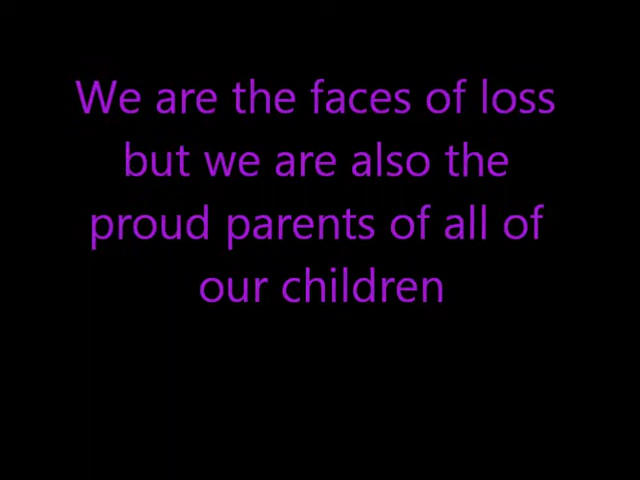 We are the faces of loss
but we are also the
proud parents of all of
our children